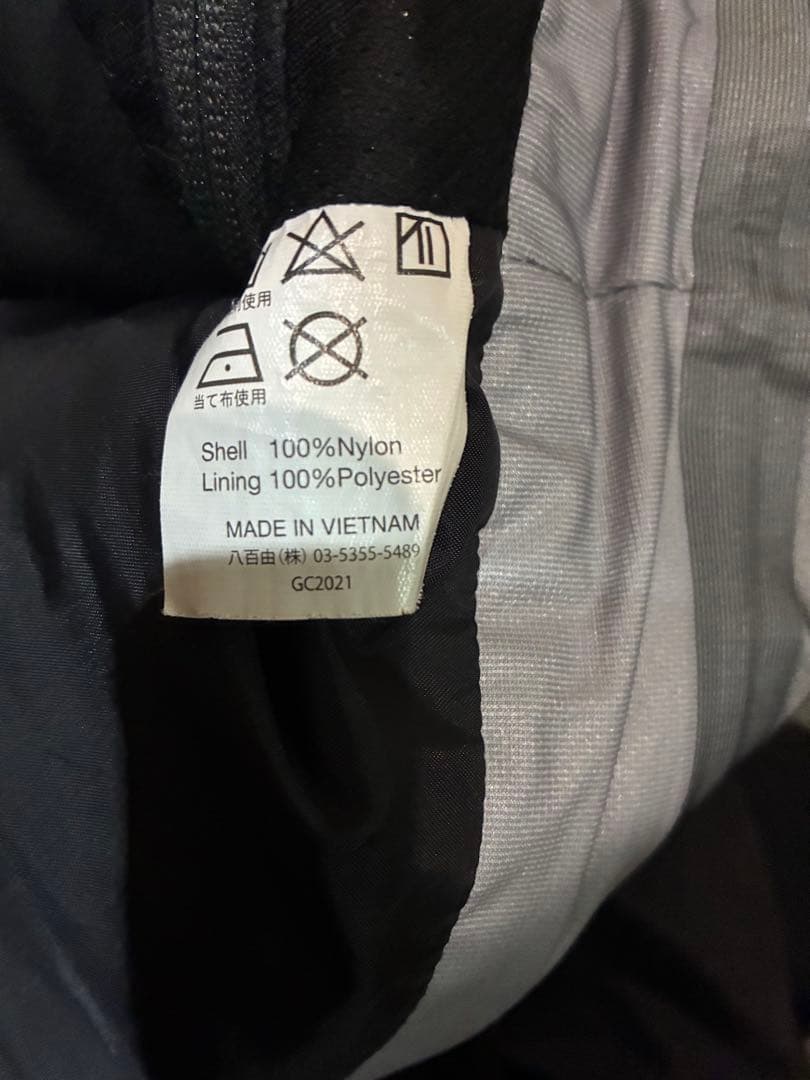 使用
当て布使用
Shell 100%Nylon
Lining 100%Polyester
MADE IN VIETNAM
八百由(株) 03-5355-5489
GC2021